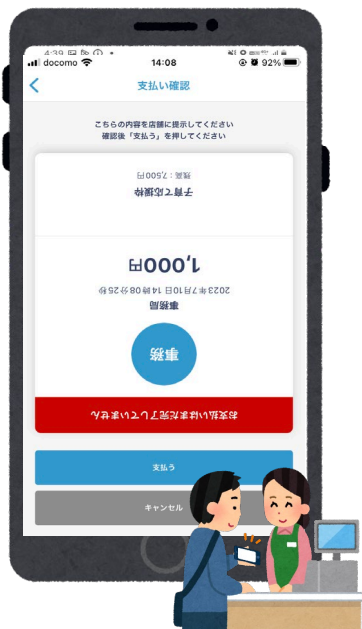 docomo 14:08 92%
支払い確認
こちらの内容を店舗に提示してください
確認後「支払う」を押してください
残高：7,500円
子育て応援枠
1,000円
2023年7月10日 14時08分25秒
事務局
事務
お支払いはまだ完了していません
支払う
キャンセル